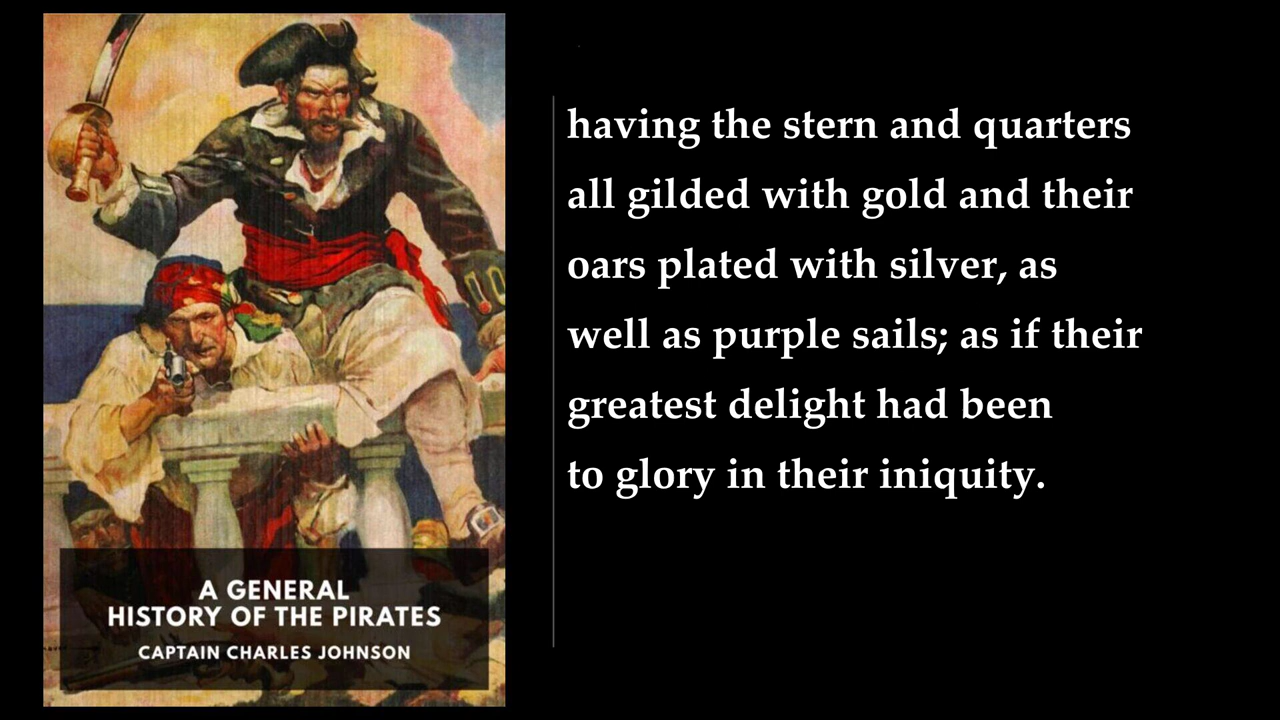 having the stern and quarters
all gilded with gold and their
oars plated with silver, as
well as purple sails; as if their
greatest delight had been
to glory in their iniquity.
A GENERAL
HISTORY OF THE PIRATES
CAPTAIN CHARLES JOHNSON